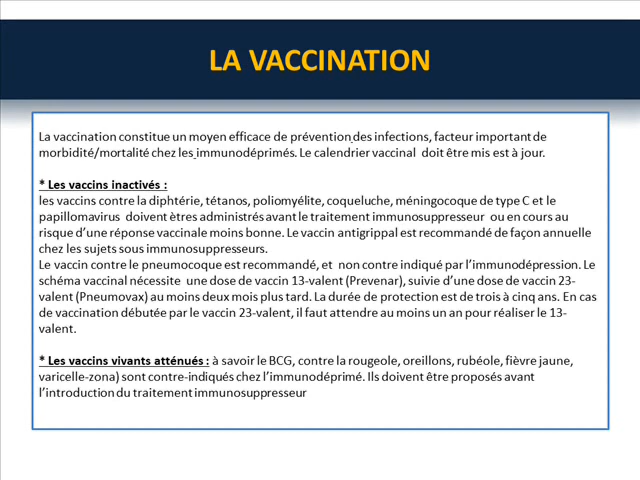 LA VACCINATION
La vaccination constitue un moyen efficace de prévention des infections, facteur important de
morbidité/mortalité chez les immunodéprimés. Le calendrier vaccinal doit être mis est à jour.
* Les vaccins inactivés :
les vaccins contre la diphtérie, tétanos, poliomyélite, coqueluche, méningocoque de type C et le
papillomavirus doivent ètres administrés avant le traitement immunosuppresseur ou en cours au
risque d'une réponse vaccinale moins bonne. Le vaccin antigrippal est recommandé de façon annuelle
chez les sujets sous immunosuppresseurs.
Le vaccin contre le pneumocoque est recommandé, et non contre indiqué par l'immunodépression. Le
schéma vaccinal nécessite une dose de vaccin 13-valent (Prevenar), suivie d'une dose de vaccin 23-
valent (Pneumovax) au moins deux mois plus tard. La durée de protection est de trois à cinq ans. En cas
de vaccination débutée par le vaccin 23-valent, il faut attendre au moins un an pour réaliser le 13-
valent.
* Les vaccins vivants atténués : à savoir le BCG, contre la rougeole, oreillons, rubéole, fièvre jaune,
varicelle-zona) sont contre-indiqués chez l'immunodéprimé. Ils doivent être proposés avant
l'introduction du traitement immunosuppresseur